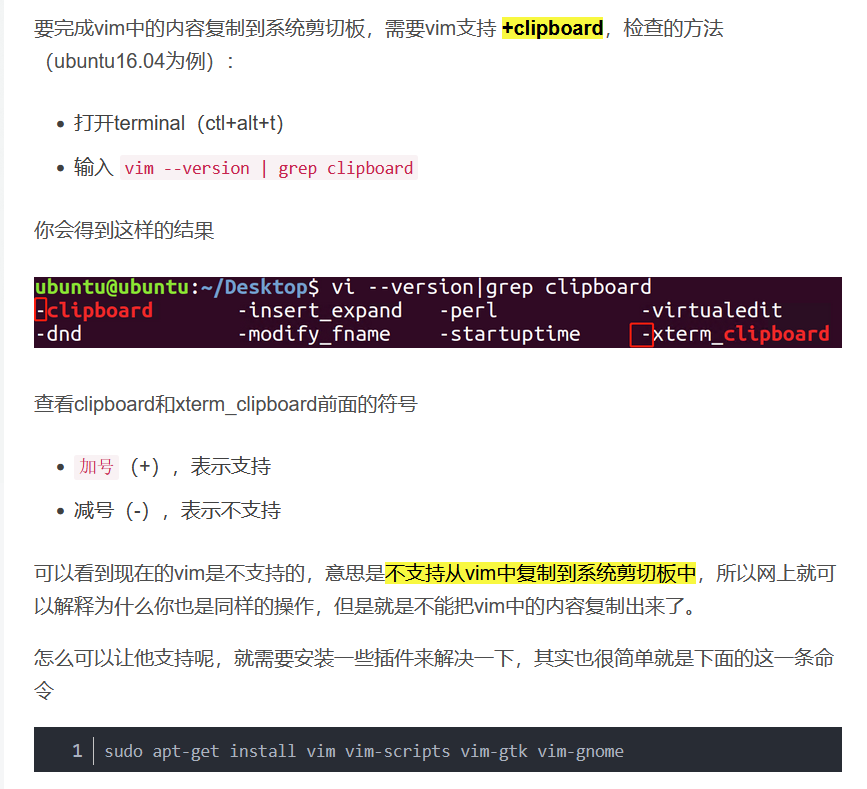 要完成vim中的内容复制到系统剪切板，需要vim支持 +clipboard，检查的方法
（ubuntu16.04为例）：
打开terminal（ctl+alt+t）
输入 vim --version | grep clipboard
你会得到这样的结果
ubuntu@ubuntu:~/Desktop$ vi --version|grep clipboard
-clipboard -insert_expand -perl -virtualedit
-dnd -modify_fname -startuptime -xterm_clipboard
查看clipboard和xterm_clipboard前面的符号
加号（+），表示支持
减号（-），表示不支持
可以看到现在的vim是不支持的，意思是不支持从vim中复制到系统剪切板中，所以网上就可
以解释为什么你也是同样的操作，但是就是不能把vim中的内容复制出来了。
怎么可以让他支持呢，就需要安装一些插件来解决一下，其实也很简单就是下面的这一条命
令
1 sudo apt-get install vim vim-scripts vim-gtk vim-gnome